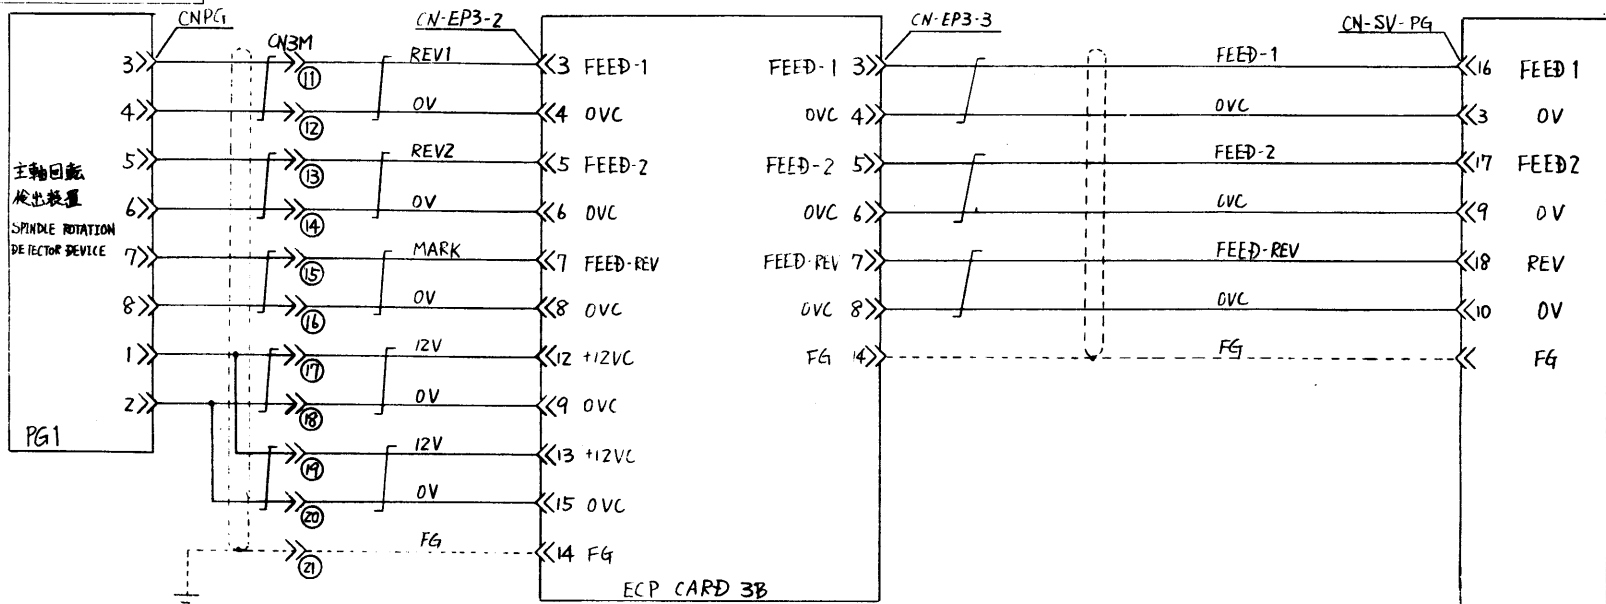 CNPG
CN-EP3-2
CN-EP3-3
CN-SV-PG
CN3M
3 ⑪ REV1 3 FEED-1
4 ⑫ 0V 4 0VC
5 ⑬ REV2 5 FEED-2
6 ⑭ 0V 6 0VC
7 ⑮ MARK 7 FEED-REV
8 ⑯ 0V 8 0VC
1 ⑰ 12V 12 +12VC
2 ⑱ 0V 9 0VC
⑲ 12V 13 +12VC
⑳ 0V 15 0VC
㉑ FG 14 FG
主軸回転
検出装置
SPINDLE ROTATION
DETECTOR DEVICE
PG1
FEED-1 3 FEED-1 16 FEED1
0VC 4 0VC 3 0V
FEED-2 5 FEED-2 17 FEED2
0VC 6 0VC 9 0V
FEED-REV 7 FEED-REV 18 REV
0VC 8 0VC 10 0V
FG 14 FG FG
ECP CARD 3B